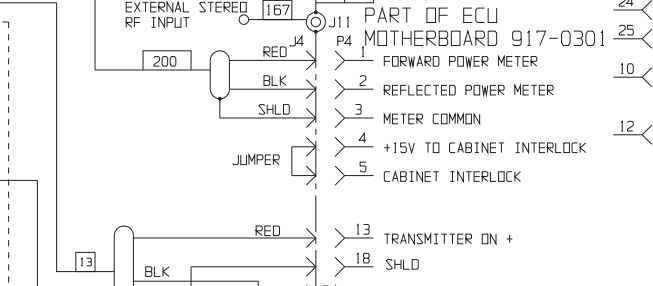 EXTERNAL STEREO
RF INPUT
167
J11
PART OF ECU
MOTHERBOARD 917-0301
J4
P4
200
RED
1
FORWARD POWER METER
BLK
2
REFLECTED POWER METER
SHLD
3
METER COMMON
JUMPER
4
+15V TO CABINET INTERLOCK
5
CABINET INTERLOCK
RED
13
TRANSMITTER ON +
13
BLK
18
SHLD
24
25
10
12